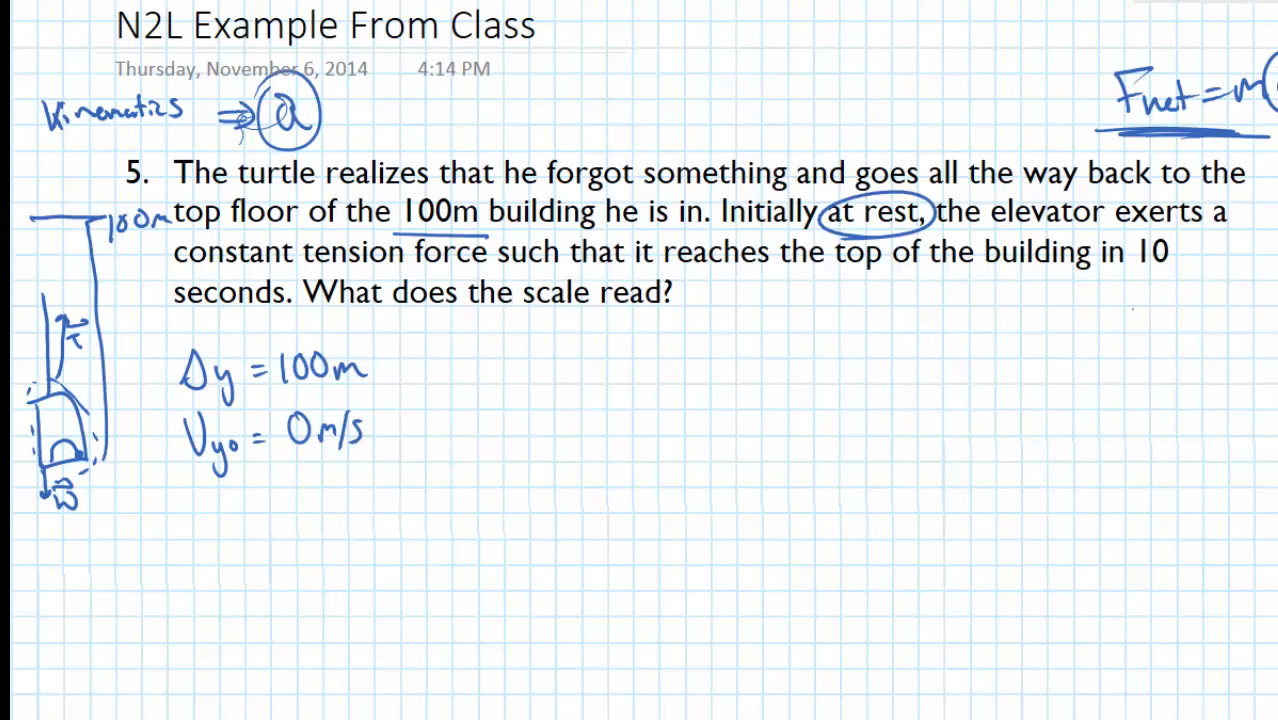 N2L Example From Class
Thursday, November 6, 2014 4:14 PM
Kinematics ⇒ a
Fnet = m
5. The turtle realizes that he forgot something and goes all the way back to the
top floor of the 100m building he is in. Initially at rest, the elevator exerts a
constant tension force such that it reaches the top of the building in 10
seconds. What does the scale read?
100m
T
W
Δy = 100m
Vyo = 0m/s